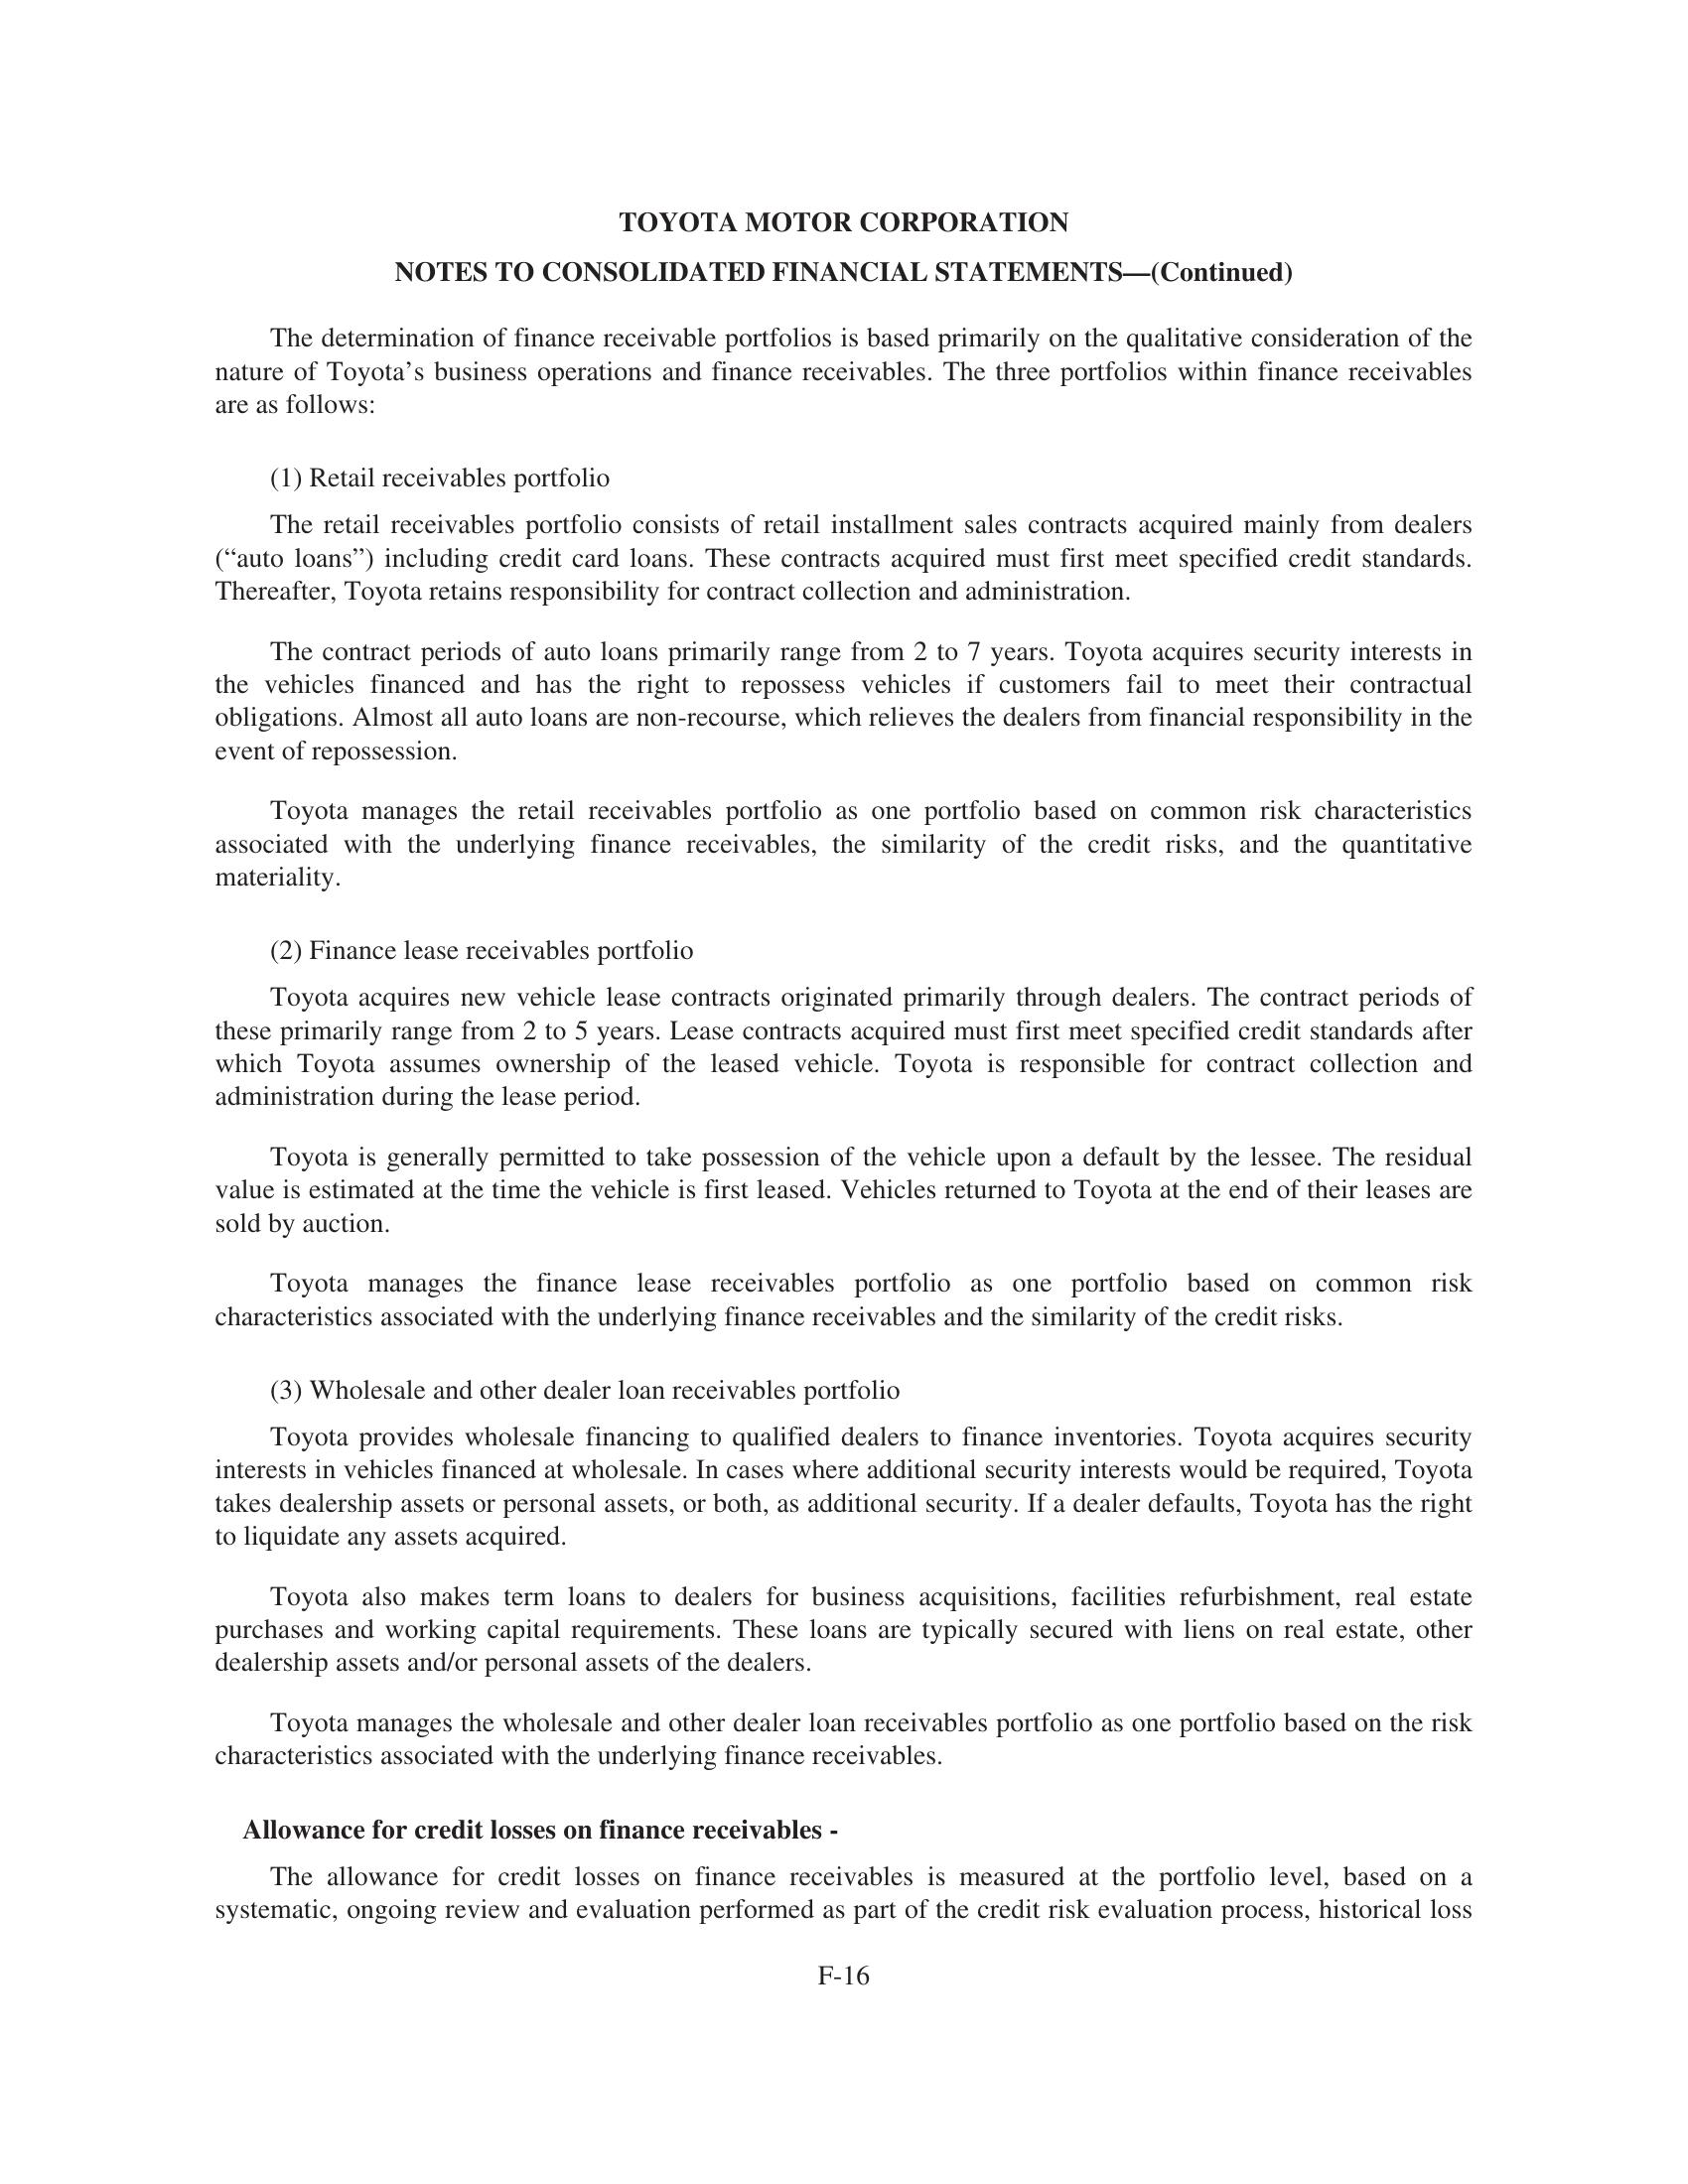 TOYOTA MOTOR CORPORATION
NOTES TO CONSOLIDATED FINANCIAL STATEMENTS—(Continued)
The determination of finance receivable portfolios is based primarily on the qualitative consideration of the
nature of Toyota’s business operations and finance receivables. The three portfolios within finance receivables
are as follows:
(1) Retail receivables portfolio
The retail receivables portfolio consists of retail installment sales contracts acquired mainly from dealers
(“auto loans”) including credit card loans. These contracts acquired must first meet specified credit standards.
Thereafter, Toyota retains responsibility for contract collection and administration.
The contract periods of auto loans primarily range from 2 to 7 years. Toyota acquires security interests in
the vehicles financed and has the right to repossess vehicles if customers fail to meet their contractual
obligations. Almost all auto loans are non-recourse, which relieves the dealers from financial responsibility in the
event of repossession.
Toyota manages the retail receivables portfolio as one portfolio based on common risk characteristics
associated with the underlying finance receivables, the similarity of the credit risks, and the quantitative
materiality.
(2) Finance lease receivables portfolio
Toyota acquires new vehicle lease contracts originated primarily through dealers. The contract periods of
these primarily range from 2 to 5 years. Lease contracts acquired must first meet specified credit standards after
which Toyota assumes ownership of the leased vehicle. Toyota is responsible for contract collection and
administration during the lease period.
Toyota is generally permitted to take possession of the vehicle upon a default by the lessee. The residual
value is estimated at the time the vehicle is first leased. Vehicles returned to Toyota at the end of their leases are
sold by auction.
Toyota manages the finance lease receivables portfolio as one portfolio based on common risk
characteristics associated with the underlying finance receivables and the similarity of the credit risks.
(3) Wholesale and other dealer loan receivables portfolio
Toyota provides wholesale financing to qualified dealers to finance inventories. Toyota acquires security
interests in vehicles financed at wholesale. In cases where additional security interests would be required, Toyota
takes dealership assets or personal assets, or both, as additional security. If a dealer defaults, Toyota has the right
to liquidate any assets acquired.
Toyota also makes term loans to dealers for business acquisitions, facilities refurbishment, real estate
purchases and working capital requirements. These loans are typically secured with liens on real estate, other
dealership assets and/or personal assets of the dealers.
Toyota manages the wholesale and other dealer loan receivables portfolio as one portfolio based on the risk
characteristics associated with the underlying finance receivables.
Allowance for credit losses on finance receivables -
The allowance for credit losses on finance receivables is measured at the portfolio level, based on a
systematic, ongoing review and evaluation performed as part of the credit risk evaluation process, historical loss
F-16